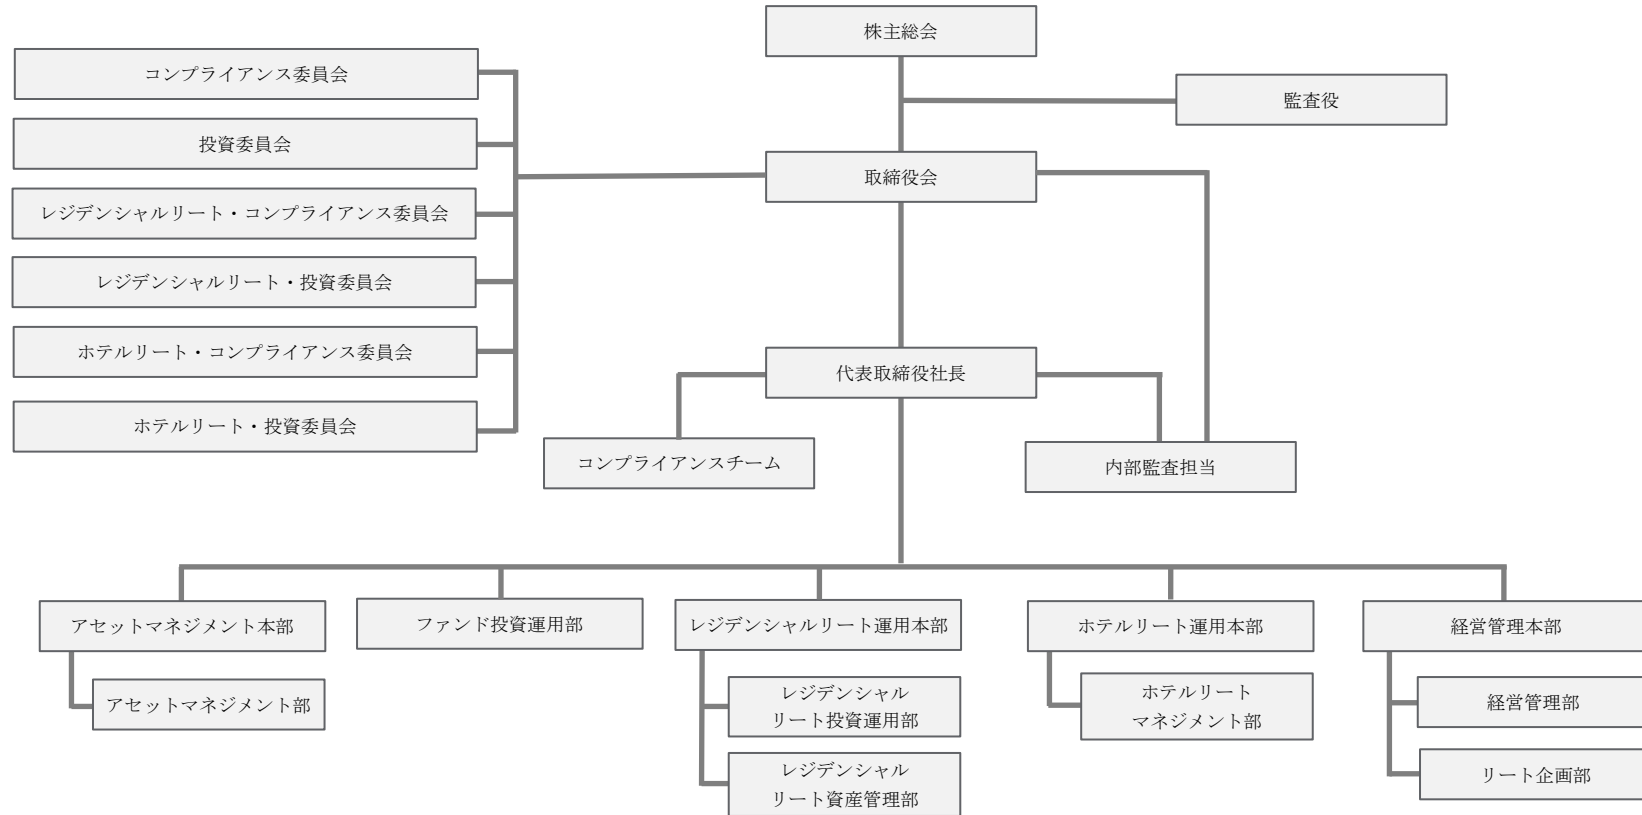 株主総会
コンプライアンス委員会
監査役
投資委員会
取締役会
レジデンシャルリート・コンプライアンス委員会
レジデンシャルリート・投資委員会
ホテルリート・コンプライアンス委員会
代表取締役社長
ホテルリート・投資委員会
コンプライアンスチーム
内部監査担当
アセットマネジメント本部
ファンド投資運用部
レジデンシャルリート運用本部
ホテルリート運用本部
経営管理本部
アセットマネジメント部
レジデンシャル
リート投資運用部
ホテルリート
マネジメント部
経営管理部
レジデンシャル
リート資産管理部
リート企画部